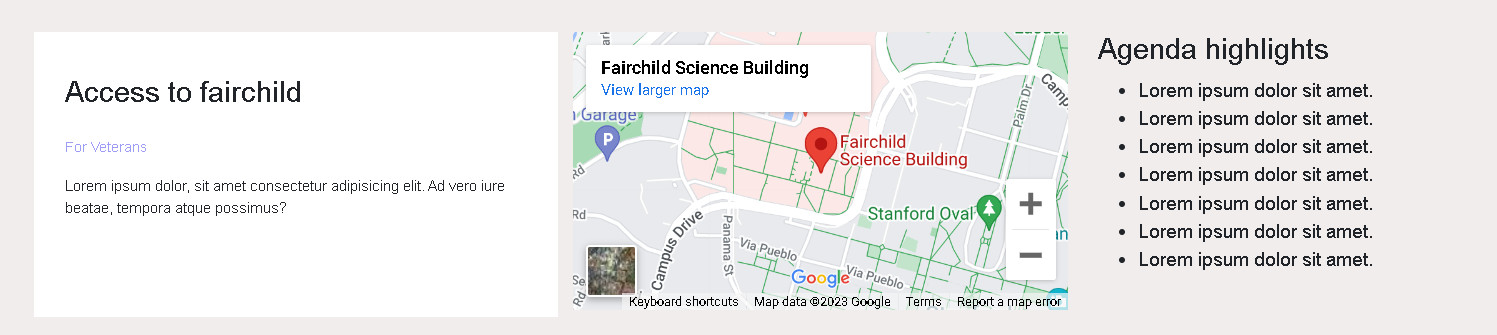 Access to fairchild
For Veterans
Lorem ipsum dolor, sit amet consectetur adipisicing elit. Ad vero iure
beatae, tempora atque possimus?
Fairchild Science Building
View larger map
Garage
P
Fairchild
Science Building
Palm Dr.
Camp
Rd
Rd
Stanford Oval
Campus Drive
Panama St
Via Pueblo
Via Pueblo
Google
+
−
Keyboard shortcuts
Map data ©2023 Google
Terms
Report a map error
Agenda highlights
• Lorem ipsum dolor sit amet.
• Lorem ipsum dolor sit amet.
• Lorem ipsum dolor sit amet.
• Lorem ipsum dolor sit amet.
• Lorem ipsum dolor sit amet.
• Lorem ipsum dolor sit amet.
• Lorem ipsum dolor sit amet.